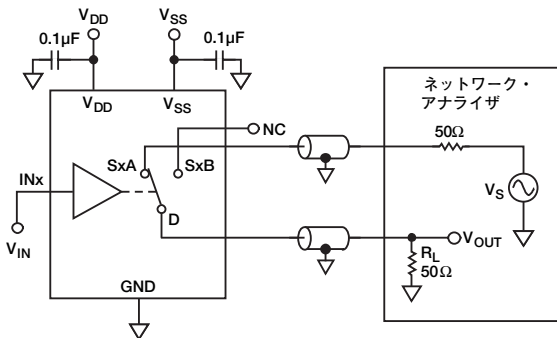 VDD
VSS
0.1µF
0.1µF
VDD
VSS
ネットワーク・
アナライザ
NC
50Ω
SxA
SxB
INx
VS
D
VIN
VOUT
RL
50Ω
GND